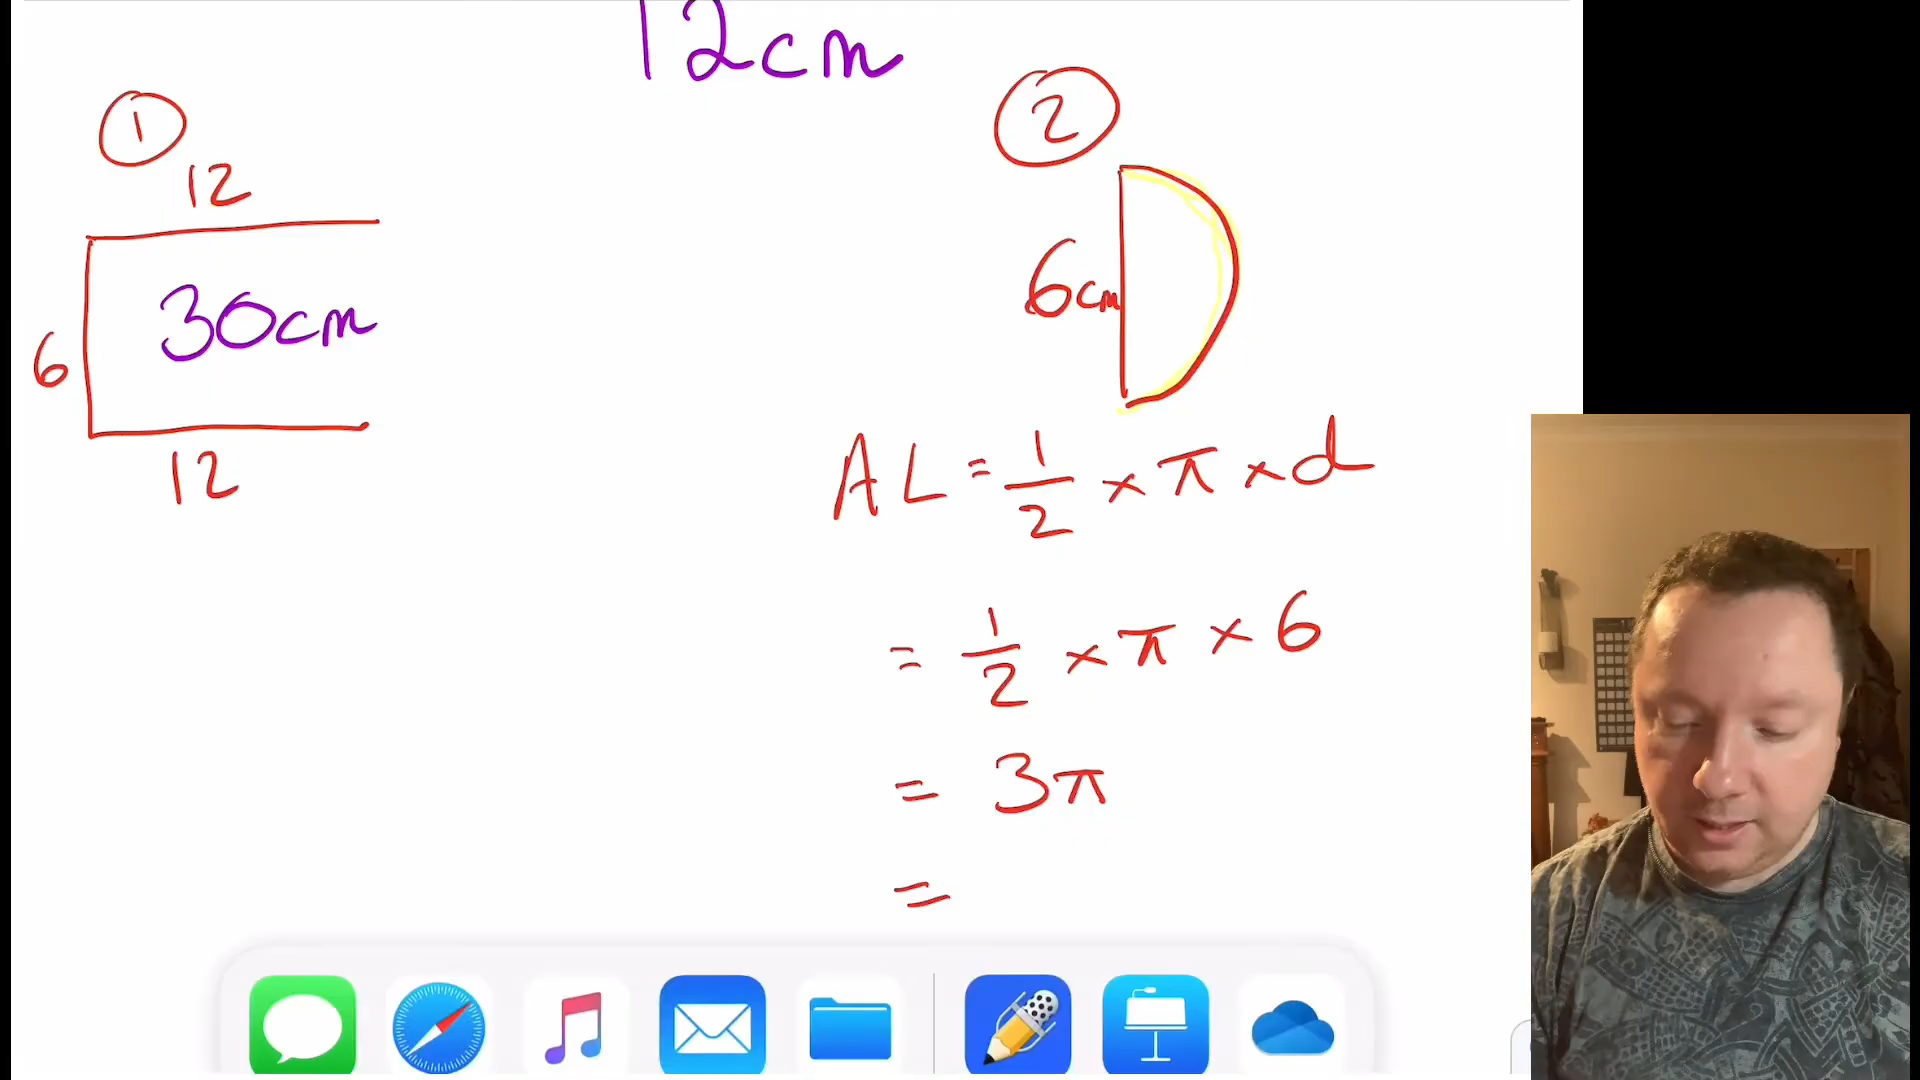 12cm
①
12
6
30cm
12
②
6cm
AL = 1/2 × π × d
= 1/2 × π × 6
= 3π
=